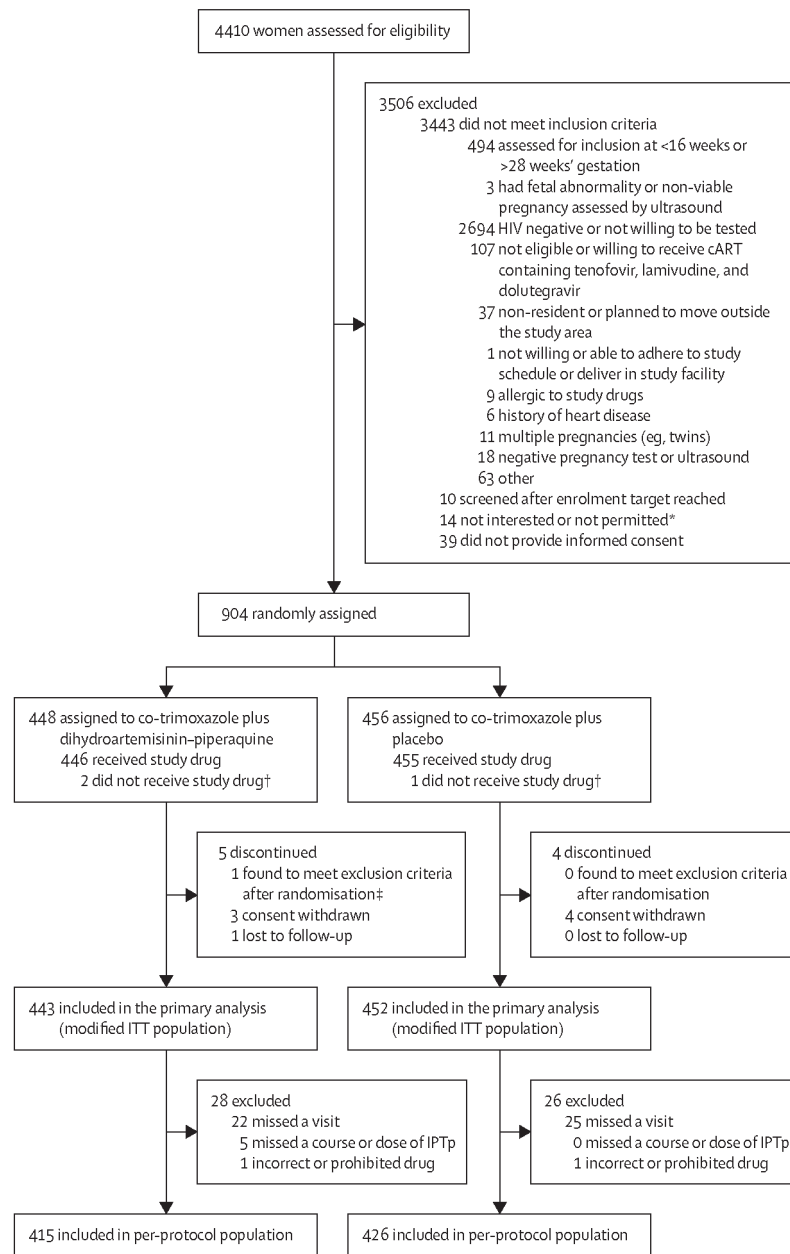 4410 women assessed for eligibility
3506 excluded
3443 did not meet inclusion criteria
494 assessed for inclusion at <16 weeks or
>28 weeks' gestation
3 had fetal abnormality or non-viable
pregnancy assessed by ultrasound
2694 HIV negative or not willing to be tested
107 not eligible or willing to receive cART
containing tenofovir, lamivudine, and
dolutegravir
37 non-resident or planned to move outside
the study area
1 not willing or able to adhere to study
schedule or deliver in study facility
9 allergic to study drugs
6 history of heart disease
11 multiple pregnancies (eg, twins)
18 negative pregnancy test or ultrasound
63 other
10 screened after enrolment target reached
14 not interested or not permitted*
39 did not provide informed consent
904 randomly assigned
448 assigned to co-trimoxazole plus
dihydroartemisinin–piperaquine
446 received study drug
2 did not receive study drug†
456 assigned to co-trimoxazole plus
placebo
455 received study drug
1 did not receive study drug†
5 discontinued
1 found to meet exclusion criteria
after randomisation‡
3 consent withdrawn
1 lost to follow-up
4 discontinued
0 found to meet exclusion criteria
after randomisation
4 consent withdrawn
0 lost to follow-up
443 included in the primary analysis
(modified ITT population)
452 included in the primary analysis
(modified ITT population)
28 excluded
22 missed a visit
5 missed a course or dose of IPTp
1 incorrect or prohibited drug
26 excluded
25 missed a visit
0 missed a course or dose of IPTp
1 incorrect or prohibited drug
415 included in per-protocol population
426 included in per-protocol population